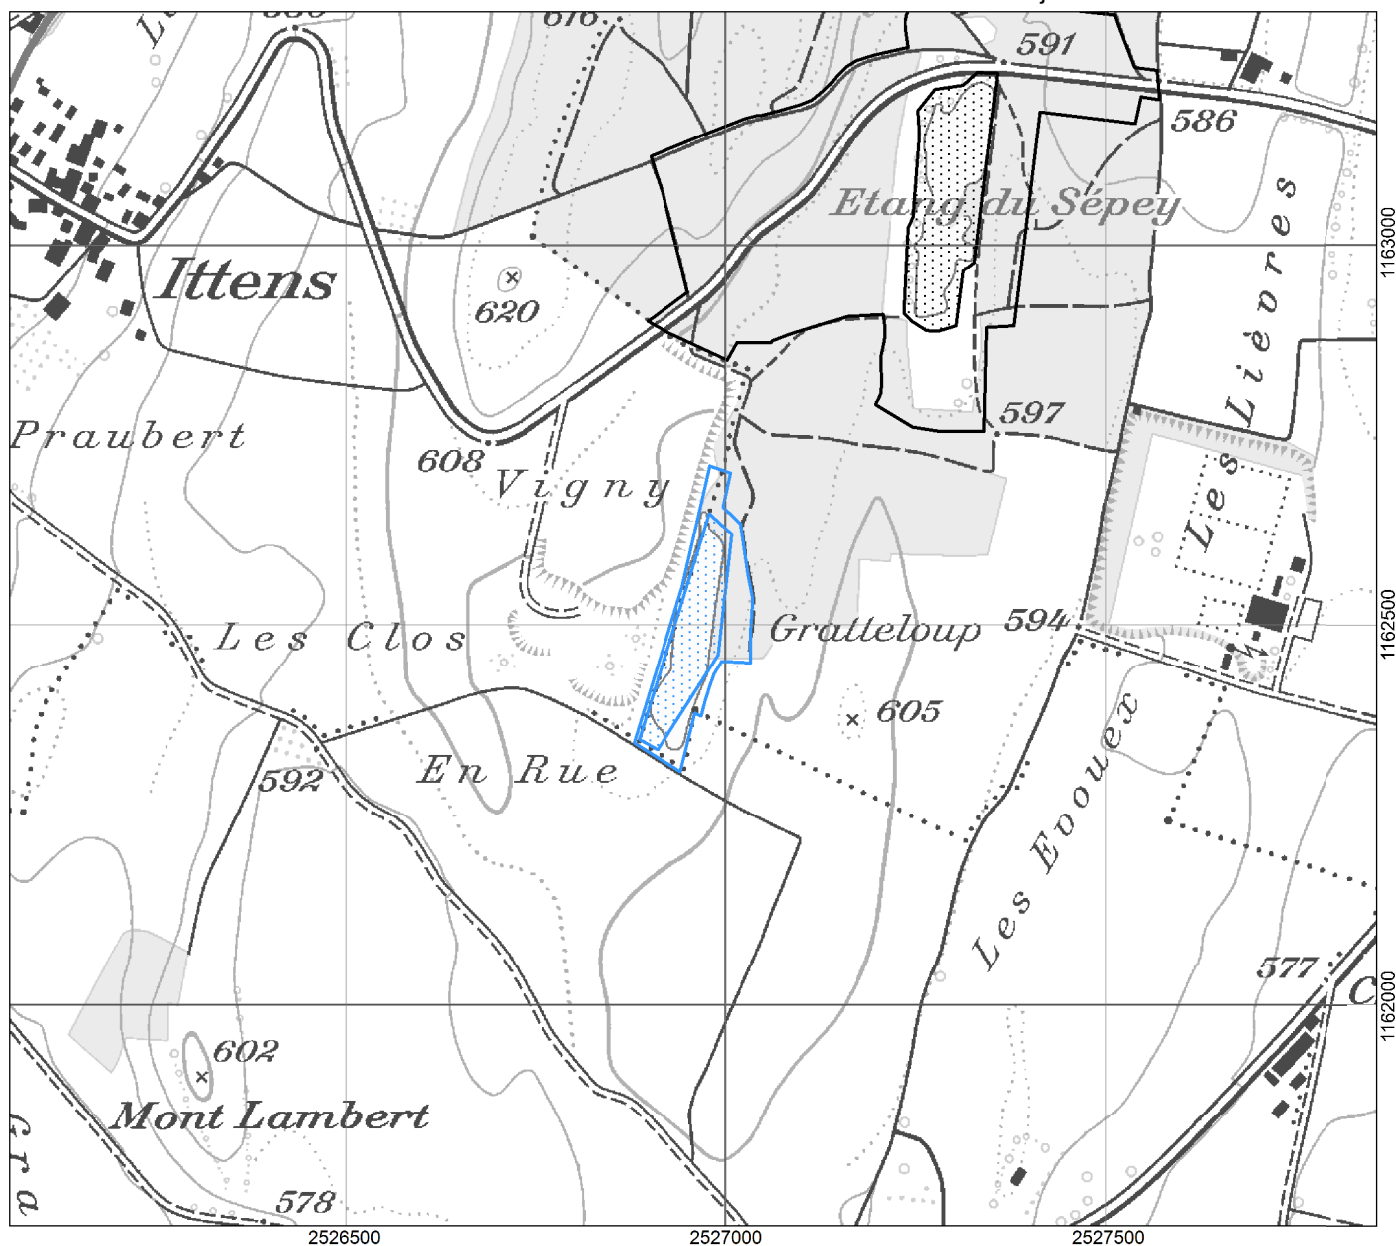 591
586
Etang du Sépey
Ittens
620
1163000
Les Lièvres
Praubert
608
Vigny
597
Les Clos
Gratteloup
594
1162500
605
En Rue
592
Les Evouex
577
1162000
602
Mont Lambert
578
2526500
2527000
2527500